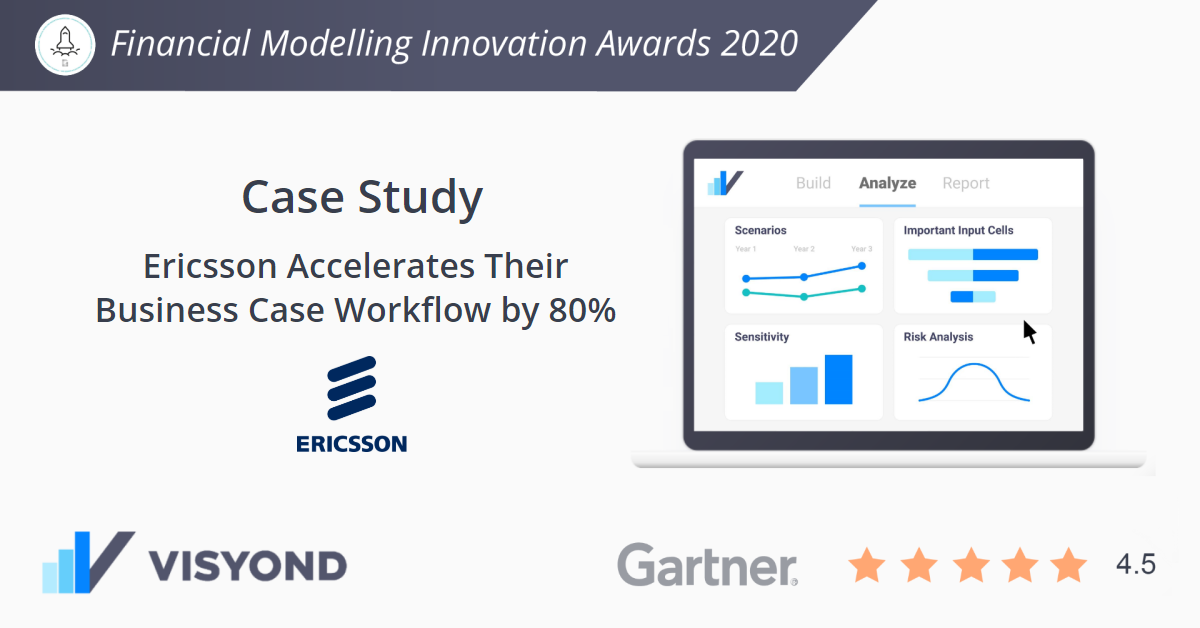 Financial Modelling Innovation Awards 2020
Case Study
Ericsson Accelerates Their
Business Case Workflow by 80%
ERICSSON
Build Analyze Report
Scenarios
Year 1 Year 2 Year 3
Important Input Cells
Sensitivity
Risk Analysis
VISYOND
Gartner
4.5